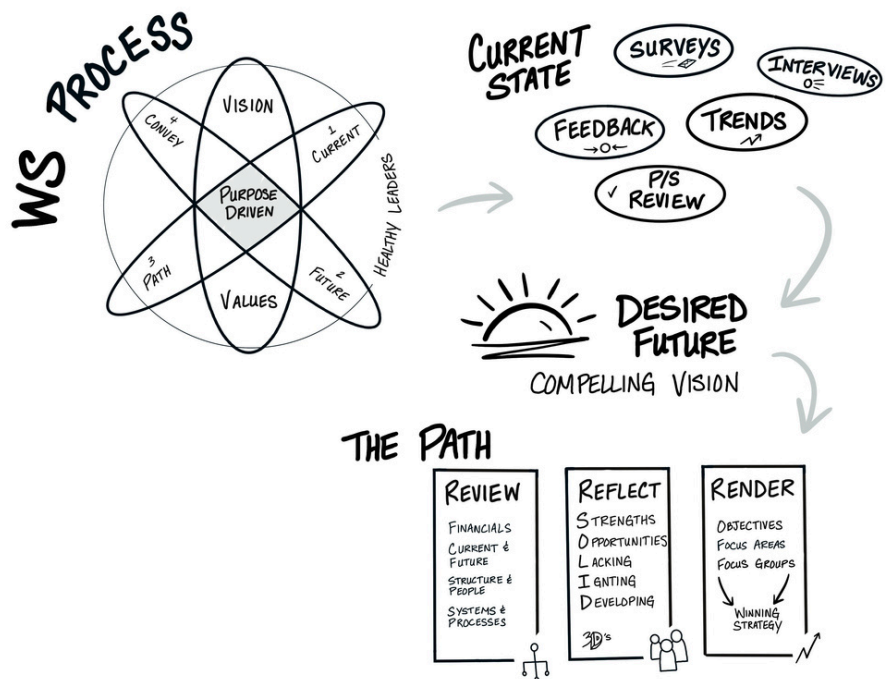 WS PROCESS
VISION
4
CONVEY
1
CURRENT
PURPOSE
DRIVEN
HEALTHY LEADERS
3
PATH
2
FUTURE
VALUES
CURRENT
STATE
SURVEYS
INTERVIEWS
FEEDBACK
TRENDS
P/S
REVIEW
DESIRED
FUTURE
COMPELLING VISION
THE PATH
REVIEW
FINANCIALS
CURRENT &
FUTURE
STRUCTURE &
PEOPLE
SYSTEMS &
PROCESSES
REFLECT
STRENGTHS
OPPORTUNITIES
LACKING
IGNTING
DEVELOPING
3D's
RENDER
OBJECTIVES
FOCUS AREAS
FOCUS GROUPS
WINNING
STRATEGY